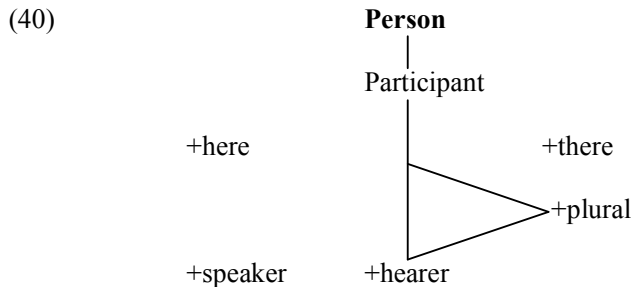 (40) Person
Participant
+here +there
+plural
+speaker +hearer